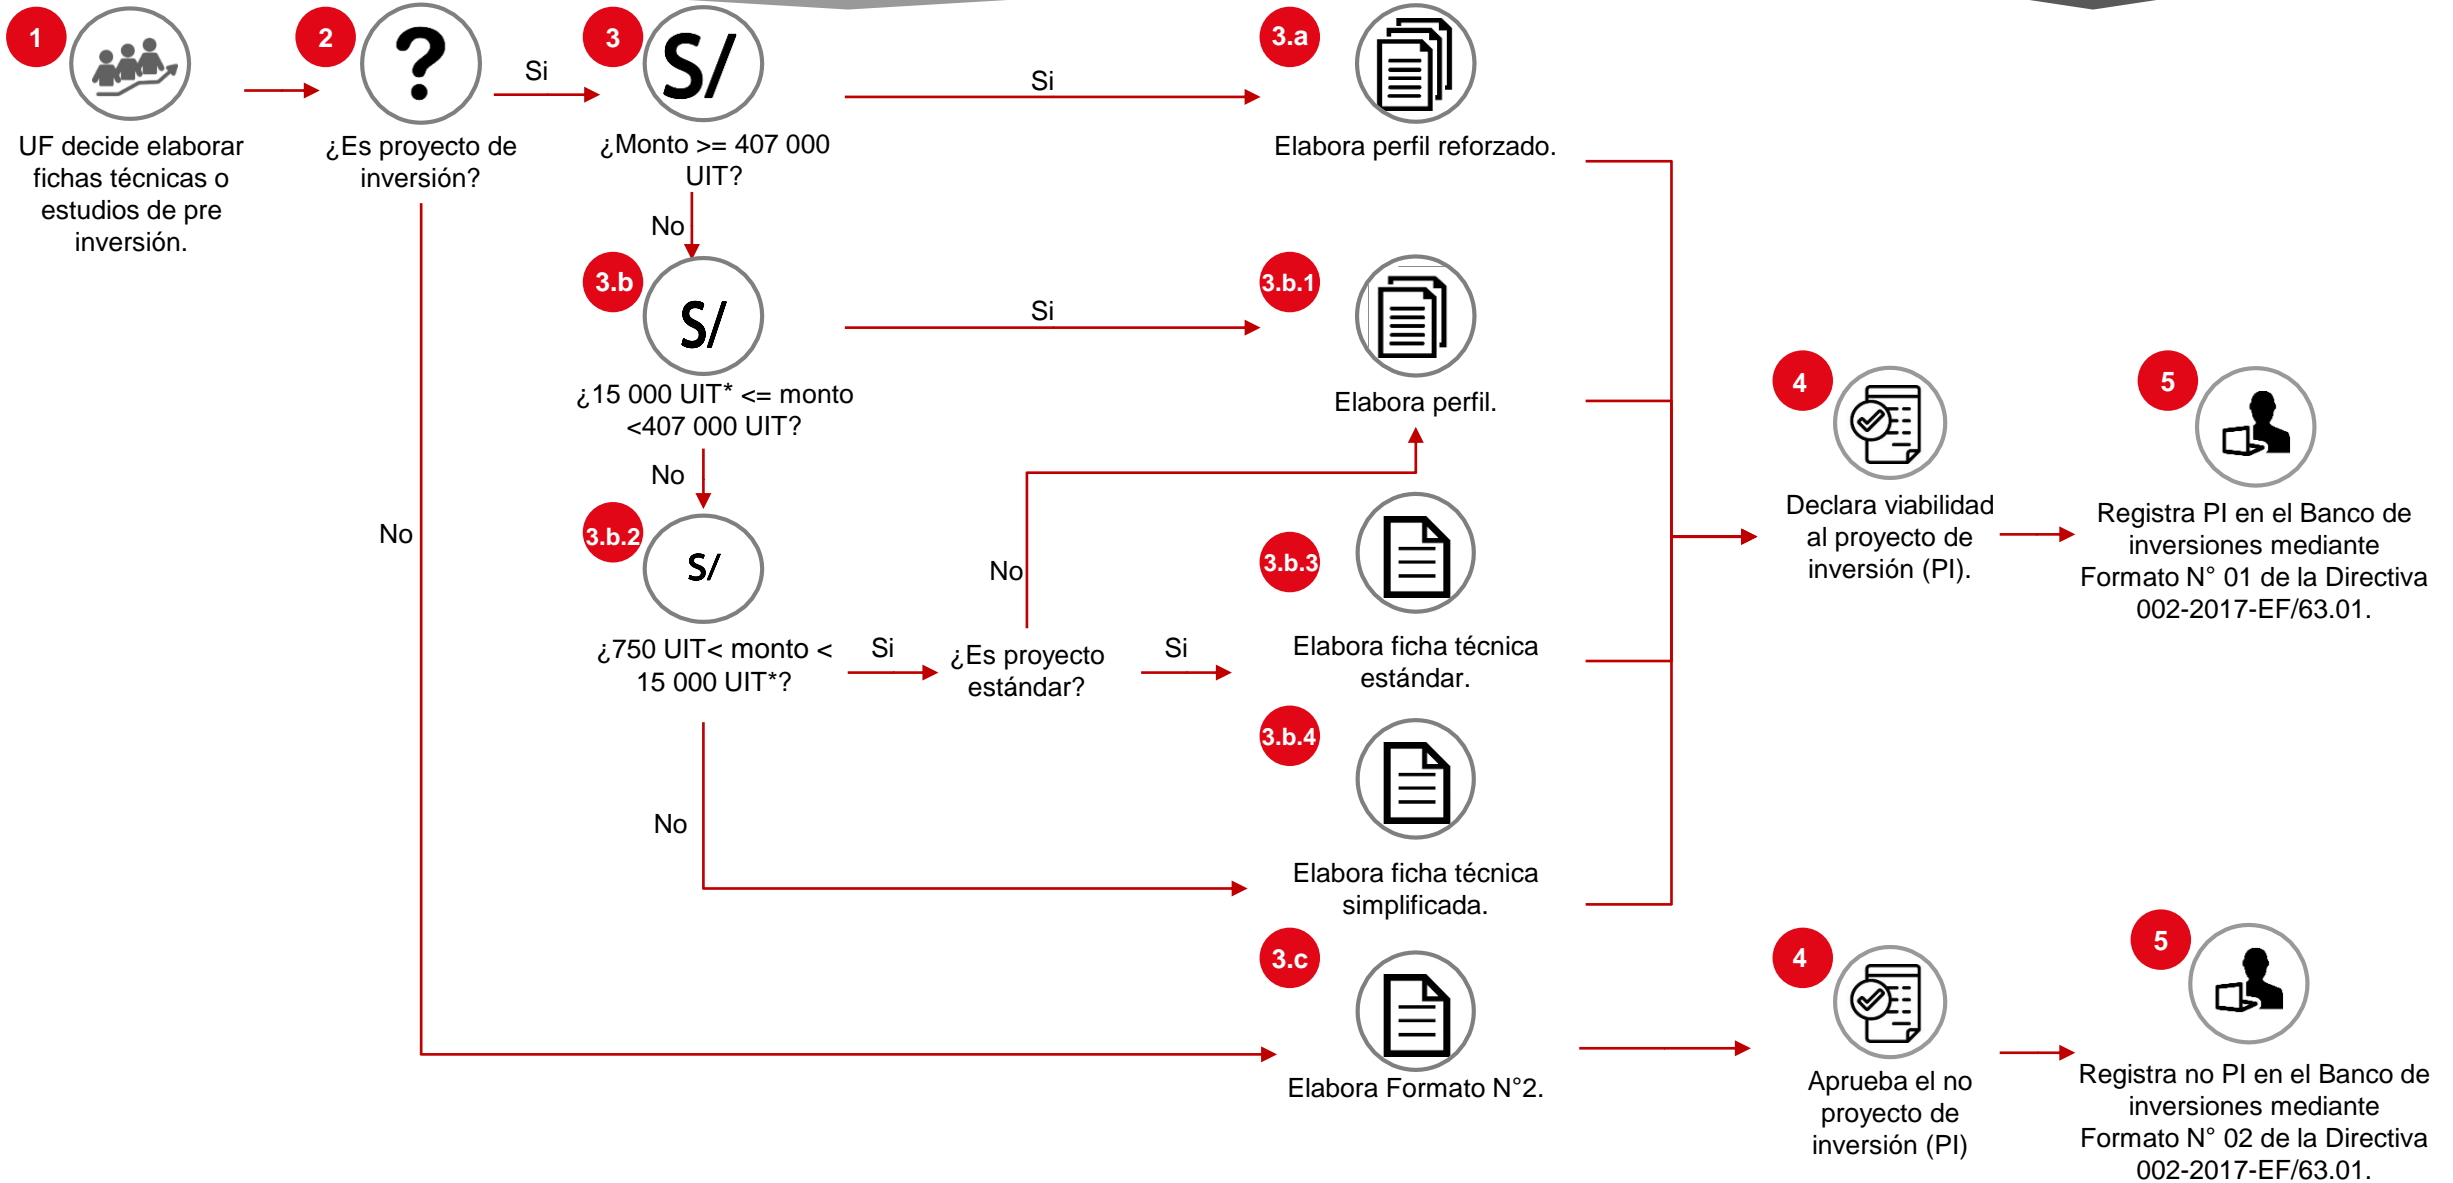 1
UF decide elaborar
fichas técnicas o
estudios de pre
inversión.
2
¿Es proyecto de
inversión?
Si
No
3
S/
¿Monto >= 407 000
UIT?
Si
No
3.a
Elabora perfil reforzado.
3.b
S/
¿15 000 UIT* <= monto
<407 000 UIT?
Si
No
3.b.1
Elabora perfil.
3.b.2
S/
¿750 UIT< monto <
15 000 UIT*?
Si
No
¿Es proyecto
estándar?
No
Si
3.b.3
Elabora ficha técnica
estándar.
3.b.4
Elabora ficha técnica
simplificada.
3.c
Elabora Formato N°2.
4
Declara viabilidad
al proyecto de
inversión (PI).
5
Registra PI en el Banco de
inversiones mediante
Formato N° 01 de la Directiva
002-2017-EF/63.01.
4
Aprueba el no
proyecto de
inversión (PI)
5
Registra no PI en el Banco de
inversiones mediante
Formato N° 02 de la Directiva
002-2017-EF/63.01.